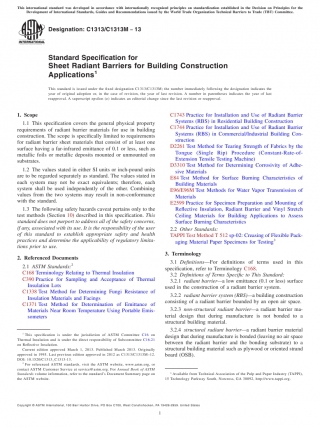 This international standard was developed in accordance with internationally recognized principles on standardization established in the Decision on Principles for the
Development of International Standards, Guides and Recommendations issued by the World Trade Organization Technical Barriers to Trade (TBT) Committee.
Designation: C1313/C1313M − 13
INTERNATIONAL
Standard Specification for
Sheet Radiant Barriers for Building Construction
Applications¹
This standard is issued under the fixed designation C1313/C1313M; the number immediately following the designation indicates the
year of original adoption or, in the case of revision, the year of last revision. A number in parentheses indicates the year of last
reapproval. A superscript epsilon (ε) indicates an editorial change since the last revision or reapproval.
1. Scope
1.1 This specification covers the general physical property
requirements of radiant barrier materials for use in building
construction. The scope is specifically limited to requirements
for radiant barrier sheet materials that consist of at least one
surface having a far-infrared emittance of 0.1 or less, such as
metallic foils or metallic deposits mounted or unmounted on
substrates.
1.2 The values stated in either SI units or inch-pound units
are to be regarded separately as standard. The values stated in
each system may not be exact equivalents; therefore, each
system shall be used independently of the other. Combining
values from the two systems may result in non-conformance
with the standard.
1.3 The following safety hazards caveat pertains only to the
test methods (Section 10) described in this specification. This
standard does not purport to address all of the safety concerns,
if any, associated with its use. It is the responsibility of the user
of this standard to establish appropriate safety and health
practices and determine the applicability of regulatory limita-
tions prior to use.
2. Referenced Documents
2.1 ASTM Standards:²
C168 Terminology Relating to Thermal Insulation
C390 Practice for Sampling and Acceptance of Thermal
Insulation Lots
C1338 Test Method for Determining Fungi Resistance of
Insulation Materials and Facings
C1371 Test Method for Determination of Emittance of
Materials Near Room Temperature Using Portable Emis-
someters
¹ This specification is under the jurisdiction of ASTM Committee C16 on
Thermal Insulation and is under the direct responsibility of Subcommittee C16.21
on Reflective Insulation.
Current edition approved March 1, 2013. Published March 2013. Originally
approved in 1995. Last previous edition approved in 2012 as C1313/C1313M-12.
DOI: 10.1520/C1313_C1313-13.
² For referenced ASTM standards, visit the ASTM website, www.astm.org, or
contact ASTM Customer Service at service@astm.org. For Annual Book of ASTM
Standards volume information, refer to the standard's Document Summary page on
the ASTM website.
C1743 Practice for Installation and Use of Radiant Barrier
Systems (RBS) in Residential Building Construction
C1744 Practice for Installation and Use of Radiant Barrier
Systems (RBS) in Commercial/Industrial Building Con-
struction
D2261 Test Method for Tearing Strength of Fabrics by the
Tongue (Single Rip) Procedure (Constant-Rate-of-
Extension Tensile Testing Machine)
D3310 Test Method for Determining Corrosivity of Adhe-
sive Materials
E84 Test Method for Surface Burning Characteristics of
Building Materials
E96/E96M Test Methods for Water Vapor Transmission of
Materials
E2599 Practice for Specimen Preparation and Mounting of
Reflective Insulation, Radiant Barrier and Vinyl Stretch
Ceiling Materials for Building Applications to Assess
Surface Burning Characteristics
2.2 Other Standards:
TAPPI Test Method T 512 sp-02: Creasing of Flexible Pack-
aging Material Paper Specimens for Testing³
3. Terminology
3.1 Definitions—For definitions of terms used in this
specification, refer to Terminology C168.
3.2 Definitions of Terms Specific to This Standard:
3.2.1 radiant barrier—a low emittance (0.1 or less) surface
used in the construction of a radiant barrier system.
3.2.2 radiant barrier system (RBS)—a building construction
consisting of a radiant barrier bounded by an open air space.
3.2.3 non-structural radiant barrier—a radiant barrier ma-
terial that during manufacture is not bonded to a
structural building material.
3.2.4 structural radiant barrier—a radiant barrier material
design that during manufacture is bonded (leaving no air space
between the radiant barrier and the bonding substrate) to a
structural building material such as plywood or oriented strand
board (OSB).
³ Available from Technical Association of the Pulp and Paper Industry (TAPPI),
15 Technology Parkway South, Norcross, GA 30092, http://www.tappi.org.
Copyright © ASTM International, 100 Barr Harbor Drive, PO Box C700, West Conshohocken, PA 19428-2959. United States
1